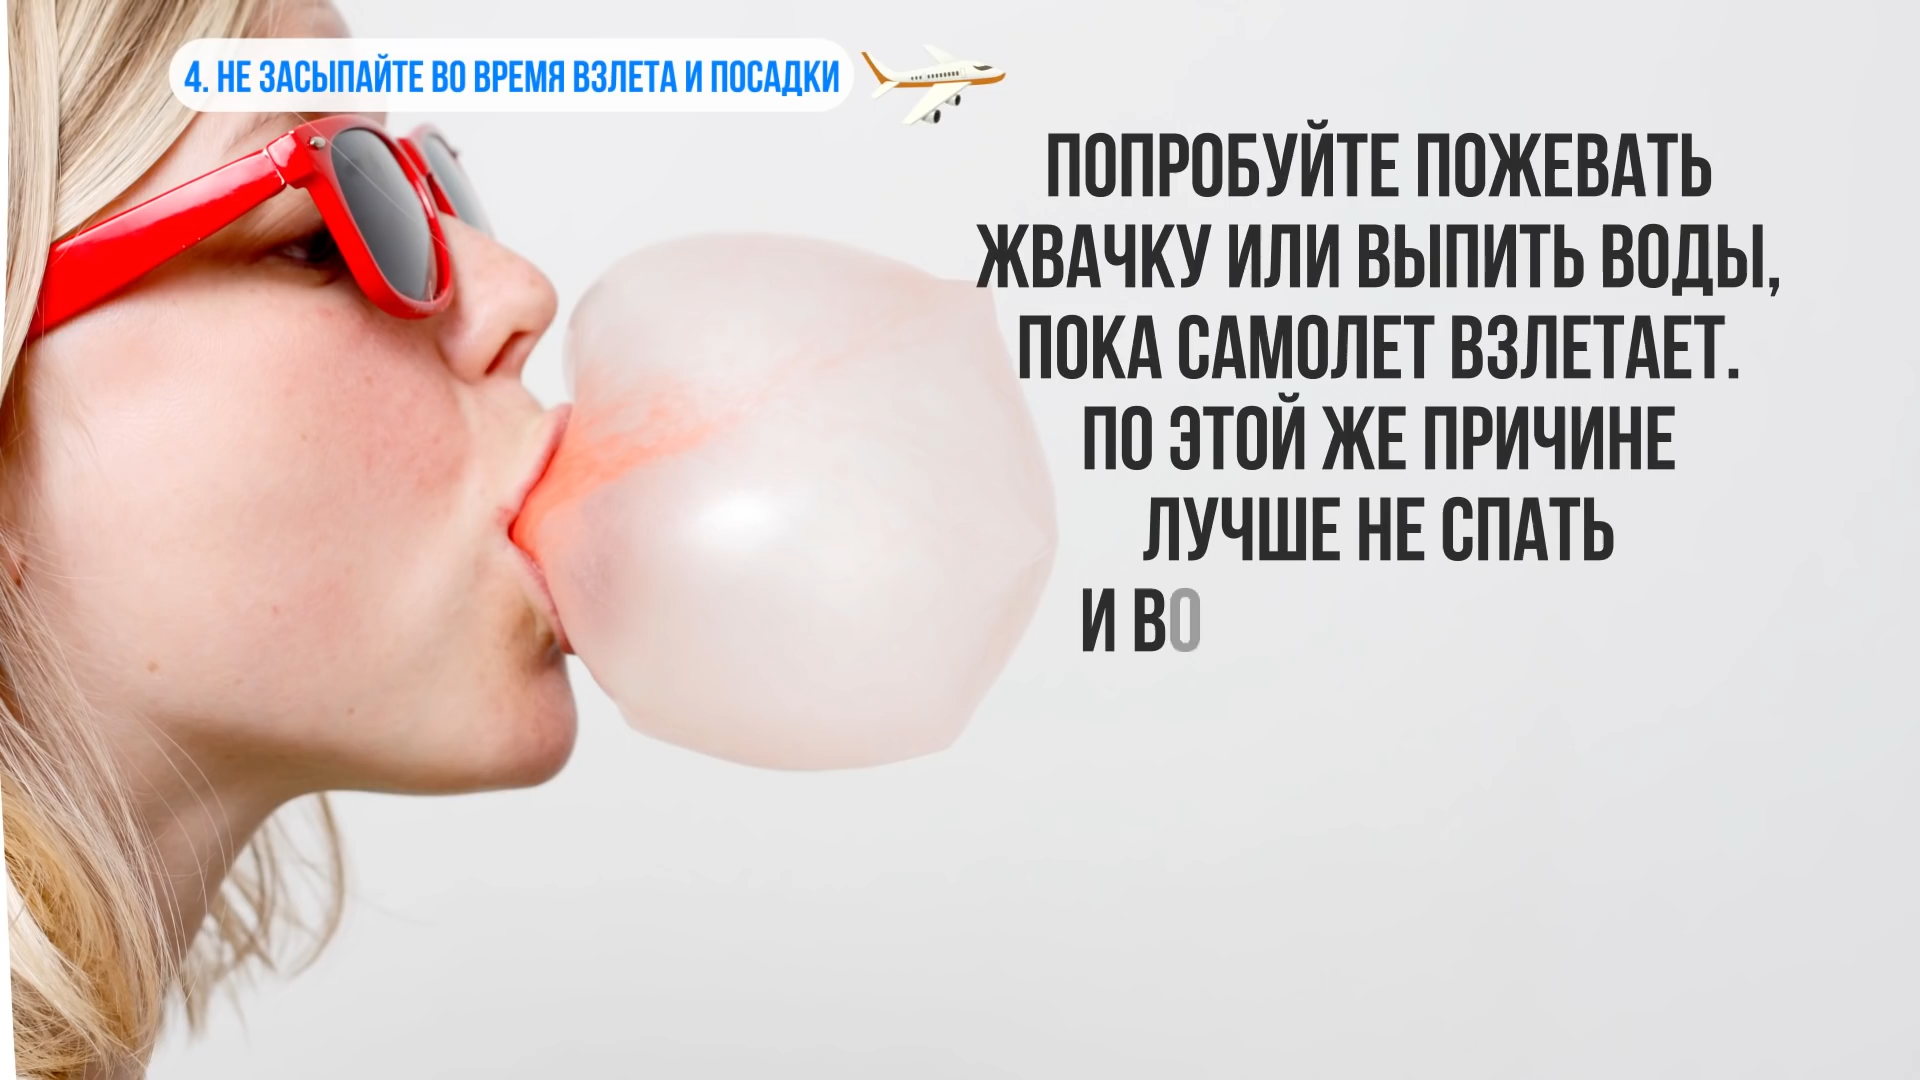 4. НЕ ЗАСЫПАЙТЕ ВО ВРЕМЯ ВЗЛЕТА И ПОСАДКИ
ПОПРОБУЙТЕ ПОЖЕВАТЬ
ЖВАЧКУ ИЛИ ВЫПИТЬ ВОДЫ,
ПОКА САМОЛЕТ ВЗЛЕТАЕТ.
ПО ЭТОЙ ЖЕ ПРИЧИНЕ
ЛУЧШЕ НЕ СПАТЬ
И ВО